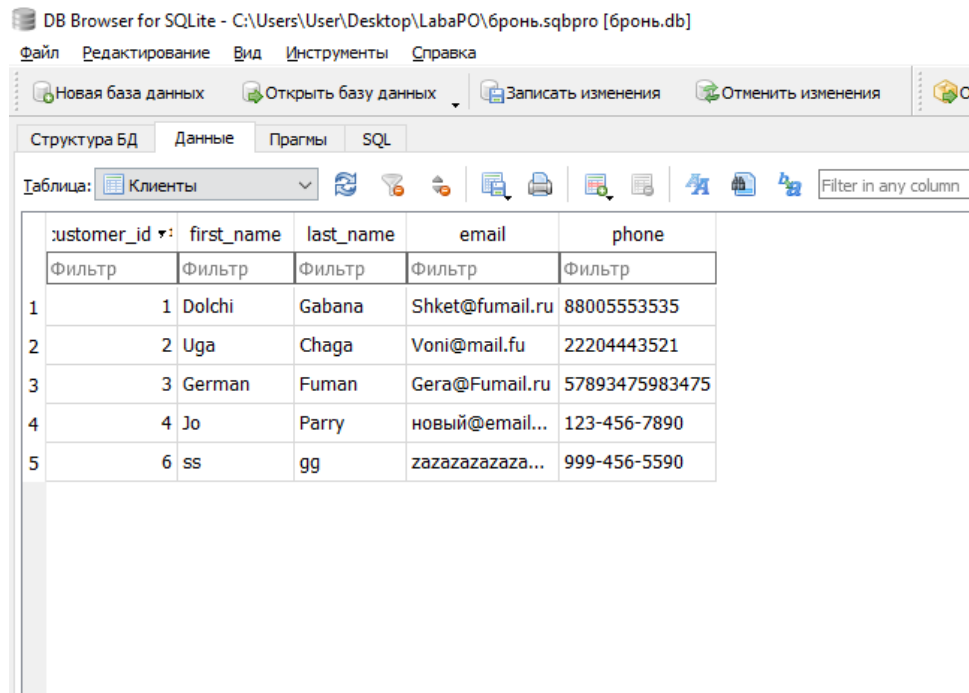 DB Browser for SQLite - C:\Users\User\Desktop\LabaPO\бронь.sqbpro [бронь.db]
Файл Редактирование Вид Инструменты Справка
Новая база данных Открыть базу данных Записать изменения Отменить изменения
Структура БД Данные Прагмы SQL
Таблица: Клиенты Filter in any column
:ustomer_id first_name last_name email phone
Фильтр Фильтр Фильтр Фильтр Фильтр
1 1 Dolchi Gabana Shket@fumail.ru 88005553535
2 2 Uga Chaga Voni@mail.fu 22204443521
3 3 German Fuman Gera@Fumail.ru 57893475983475
4 4 Jo Parry новый@email... 123-456-7890
5 6 ss gg zazazazazaza... 999-456-5590